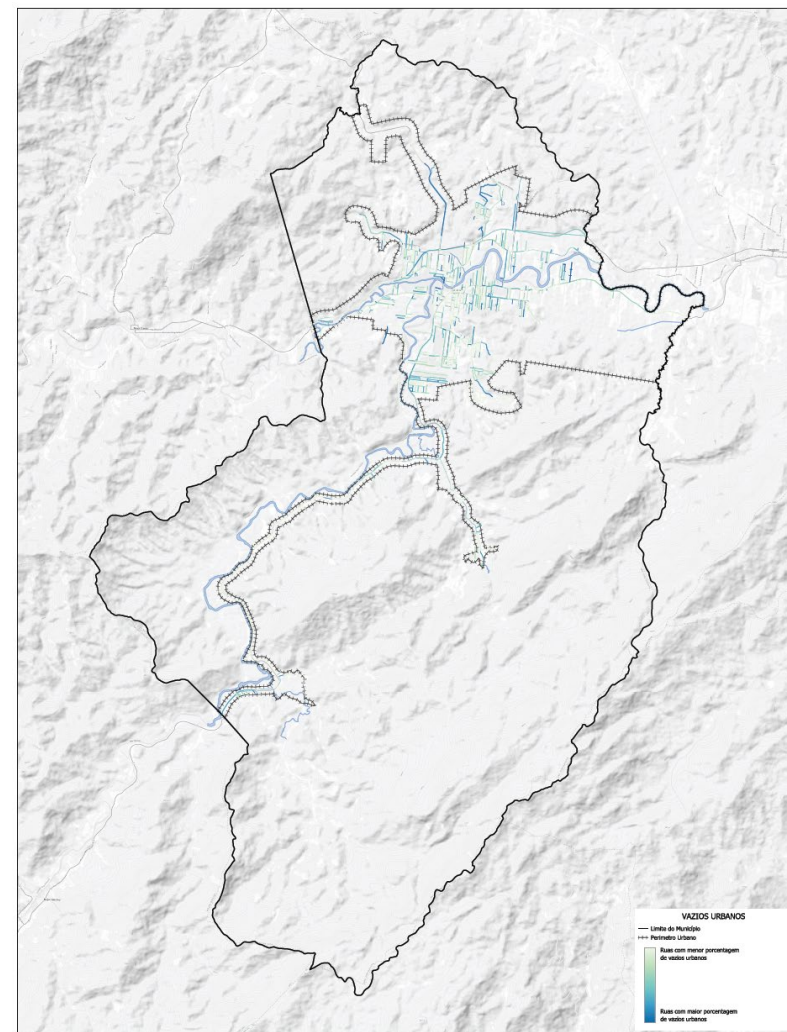 VAZIOS URBANOS
Limite do Município
Perímetro Urbano
Ruas com menor porcentagem
de vazios urbanos
Ruas com maior porcentagem
de vazios urbanos